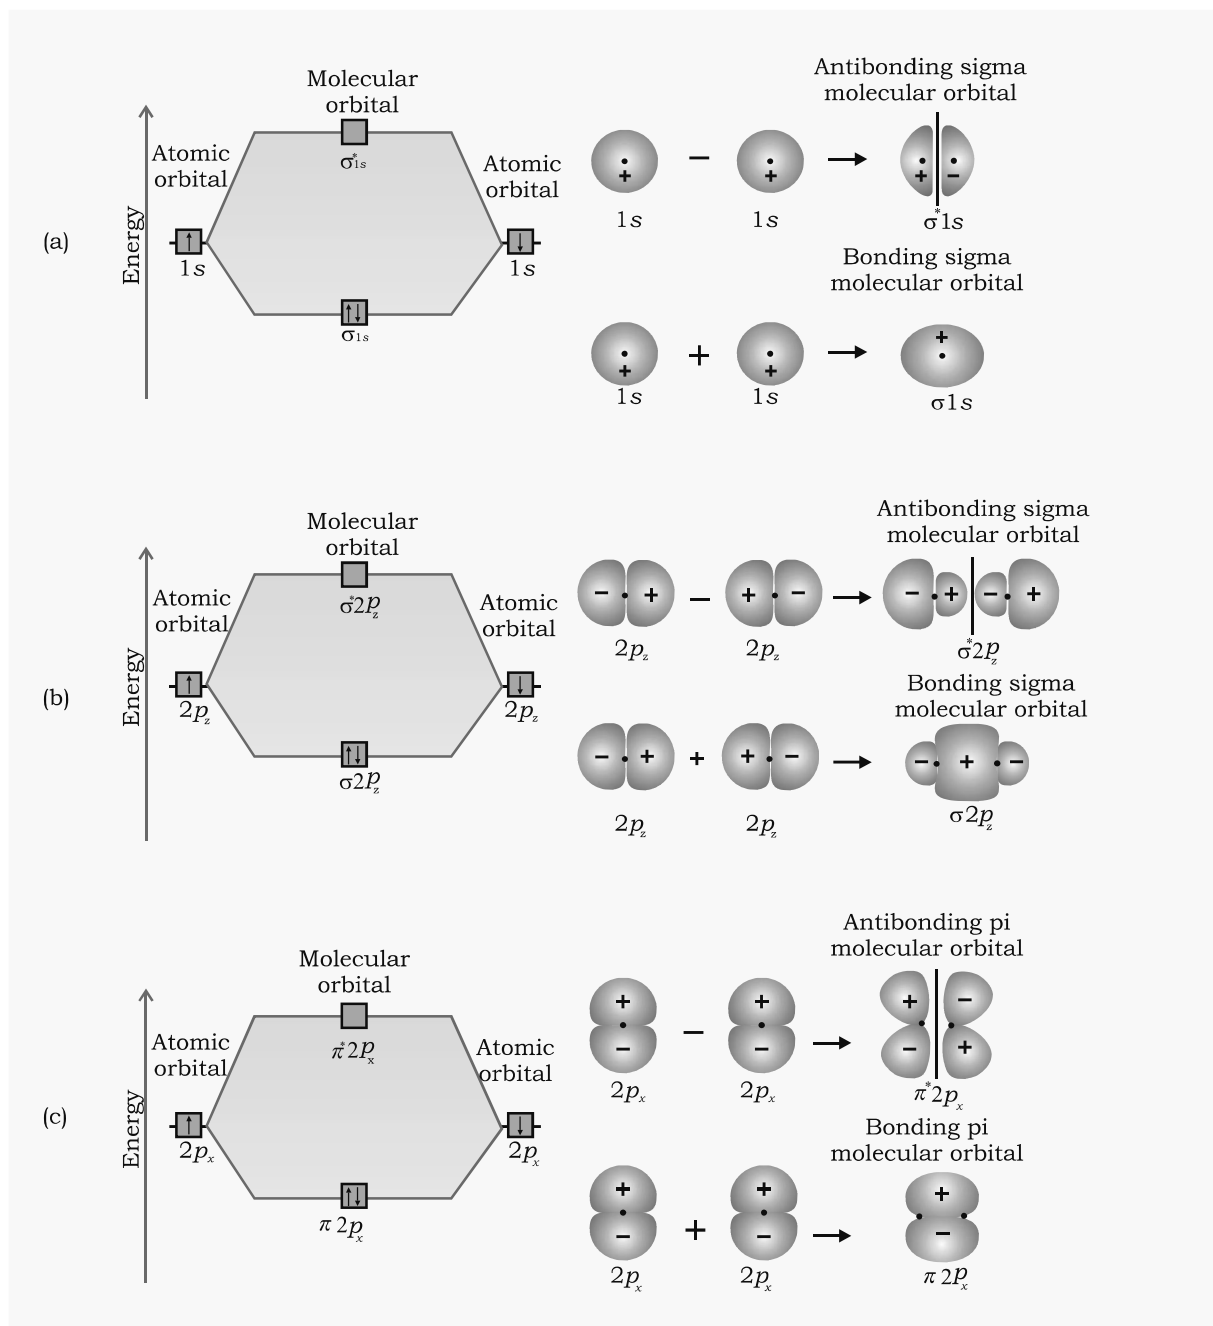 (a)
Energy
Molecular
orbital
σ*1s
Atomic
orbital
↑
1s
Atomic
orbital
↓
1s
↑↓
σ1s
Antibonding sigma
molecular orbital
+ − + → + −
1s 1s σ*1s
Bonding sigma
molecular orbital
+ + + → +
1s 1s σ1s
(b)
Energy
Molecular
orbital
σ*2pz
Atomic
orbital
↑
2pz
Atomic
orbital
↓
2pz
↑↓
σ2pz
Antibonding sigma
molecular orbital
− + − + − → − + − +
2pz 2pz σ*2pz
Bonding sigma
molecular orbital
− + + + − → − + −
2pz 2pz σ2pz
(c)
Energy
Molecular
orbital
π*2px
Atomic
orbital
↑
2px
Atomic
orbital
↓
2px
↑↓
π2px
Antibonding pi
molecular orbital
+ + + −
− →
− − − +
2px 2px π*2px
Bonding pi
molecular orbital
+ + +
+ →
− − −
2px 2px π2px